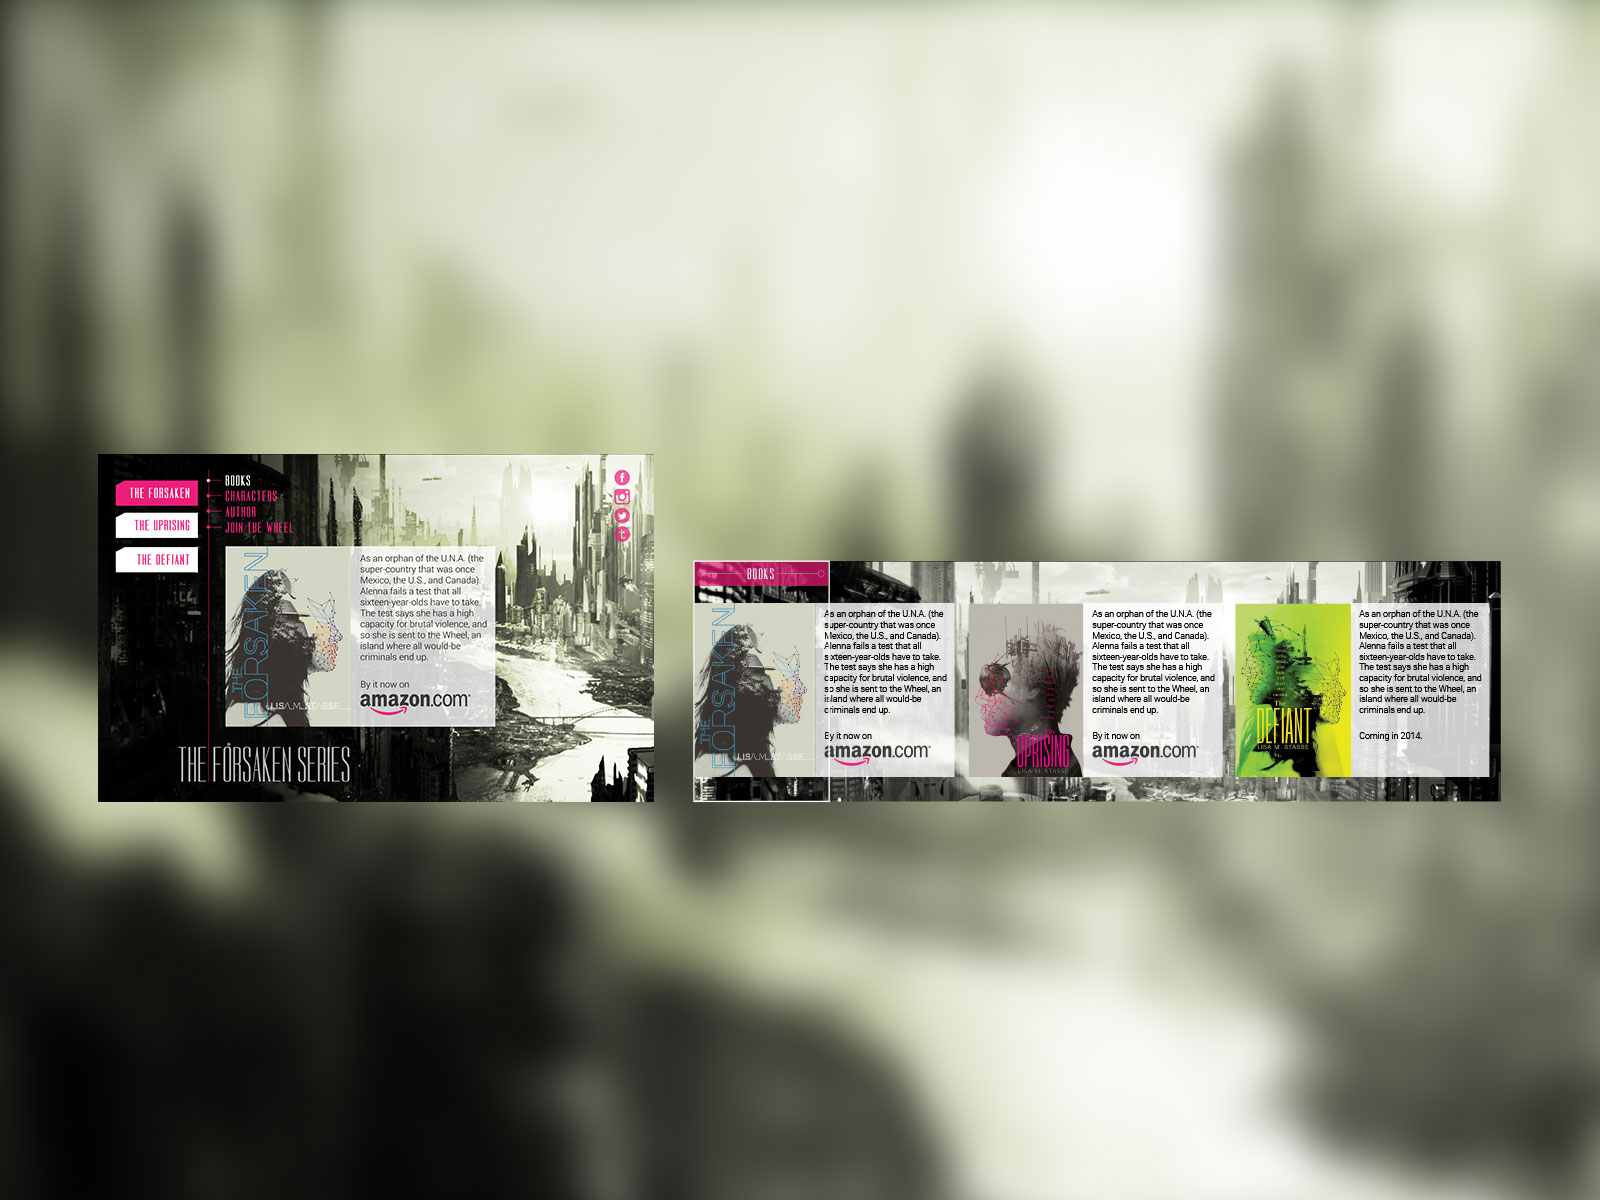 THE FORSAKEN
THE UPRISING
THE DEFIANT
BOOKS
CHARACTERS
AUTHOR
JOIN THE WHEEL
THE
FORSAKEN
LISA M. STASSE
As an orphan of the U.N.A. (the
super-country that was once
Mexico, the U.S., and Canada).
Alenna fails a test that all
sixteen-year-olds have to take.
The test says she has a high
capacity for brutal violence, and
so she is sent to the Wheel, an
island where all would-be
criminals end up.
By it now on
amazon.com
THE FORSAKEN SERIES
BOOKS
THE
FORSAKEN
LISA M. STASSE
As an orphan of the U.N.A. (the
super-country that was once
Mexico, the U.S., and Canada).
Alenna fails a test that all
sixteen-year-olds have to take.
The test says she has a high
capacity for brutal violence, and
so she is sent to the Wheel, an
island where all would-be
criminals end up.
By it now on
amazon.com
The
UPRISING
LISA M. STASSE
As an orphan of the U.N.A. (the
super-country that was once
Mexico, the U.S., and Canada).
Alenna fails a test that all
sixteen-year-olds have to take.
The test says she has a high
capacity for brutal violence, and
so she is sent to the Wheel, an
island where all would-be
criminals end up.
By it now on
amazon.com
The
DEFIANT
LISA M. STASSE
As an orphan of the U.N.A. (the
super-country that was once
Mexico, the U.S., and Canada).
Alenna fails a test that all
sixteen-year-olds have to take.
The test says she has a high
capacity for brutal violence, and
so she is sent to the Wheel, an
island where all would-be
criminals end up.
Coming in 2014.